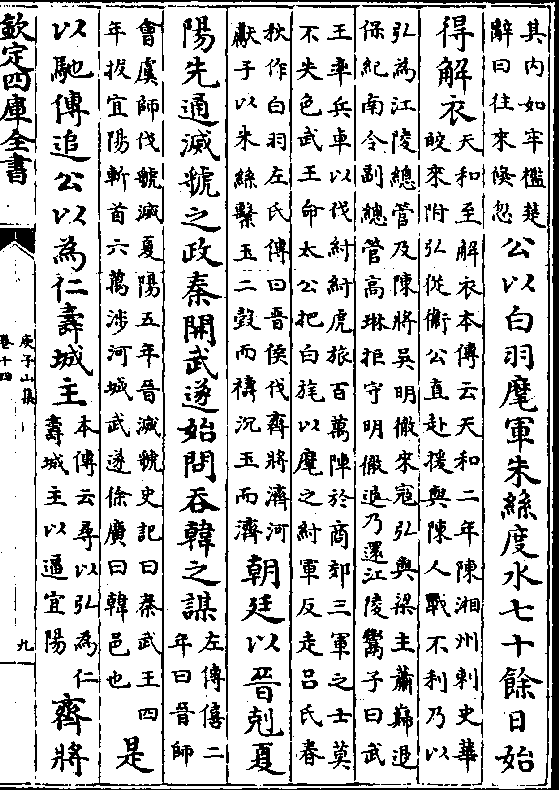 其内如牢檻楚
辭曰往來倐忽
公以白羽麾軍朱絲度水七十餘日始
得解衣
天和至解衣本傳云天和二年陳湘州刺史華
皎來附弘從衛公直赴援與陳人戰不利乃以
弘為江陵總管及陳將吳明徹宋寇弘與梁主蕭巋退
保紀南令副總管高琳拒守明徹退乃還江陵鬻子曰武
王率兵車以伐紂紂虎旅百萬陣於商郊三軍之士莫
不失色武王命太公把白旄以麾之紂軍反走吕氏春
秋作白羽左氏傳曰晉侯伐齊將濟河
獻子以朱絲繫玉二瑴而禱沉玉而濟
朝廷以晉剋夏
陽先通滅虢之政秦開武遂始問吞韓之謀
左傳僖二
年曰晉師
會虞師伐虢滅夏陽五年晉滅虢史記曰秦武王四
年拔宜陽斬首六萬涉河城武遂徐廣曰韓邑也
是
以馳傳追公以為仁壽城主
本傳云尋以弘為仁
壽城主以逼宜陽
齊將
欽定四庫全書
庾子山集
卷十四
九